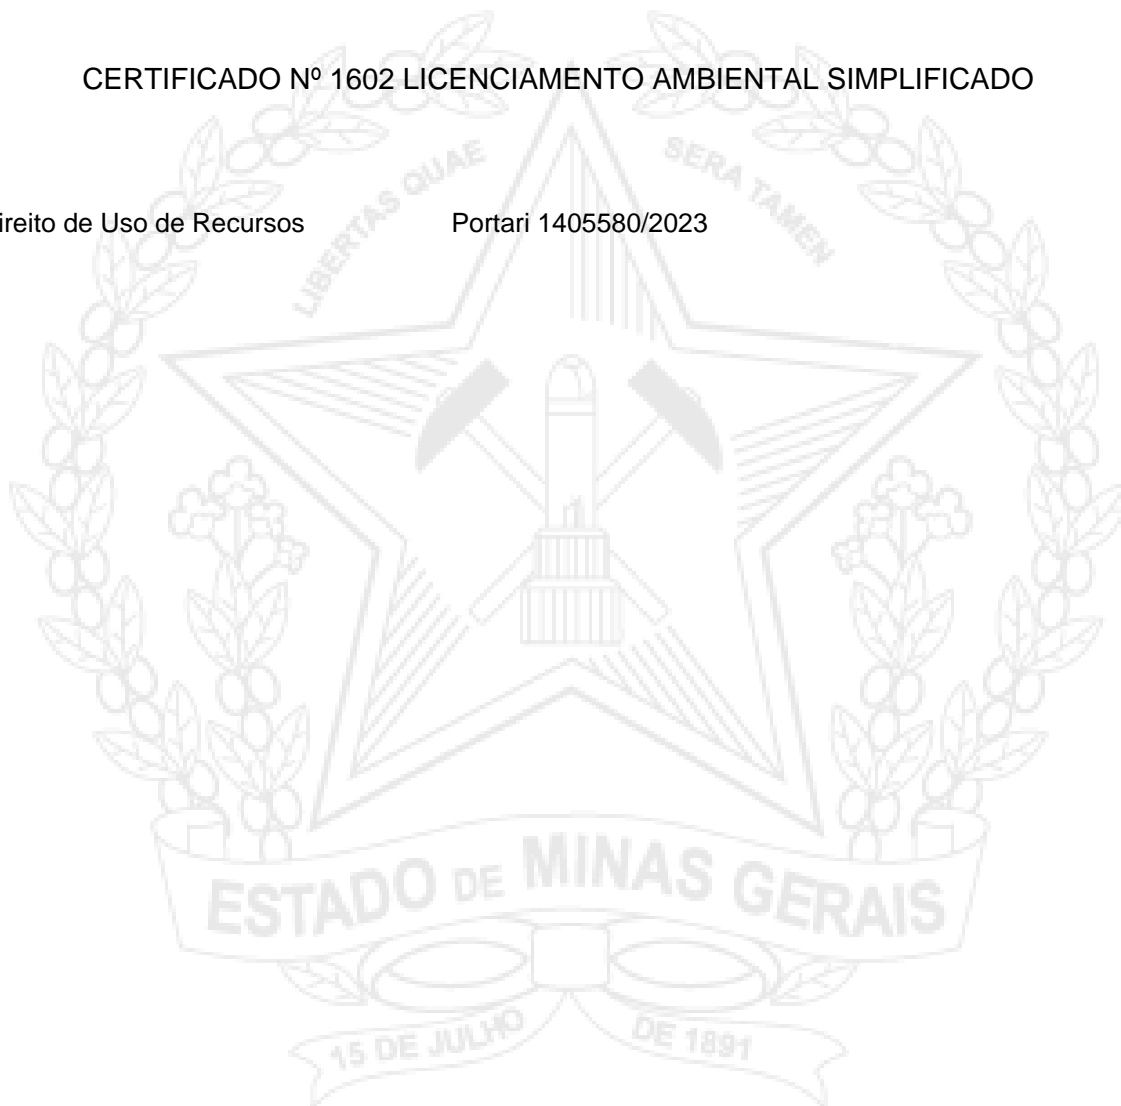 CERTIFICADO Nº 1602 LICENCIAMENTO AMBIENTAL SIMPLIFICADO
LIBERTAS QUAE SERA TAMEN
ireito de Uso de Recursos Portari 1405580/2023
ESTADO DE MINAS GERAIS
15 DE JULHO DE 1891